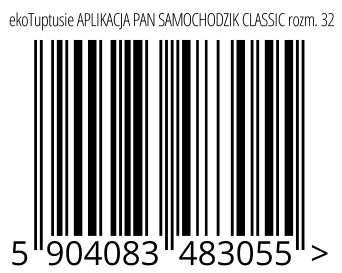 ekoTuptusie APLIKACJA PAN SAMOCHODZIK CLASSIC rozm. 32
5 904083 483055 >